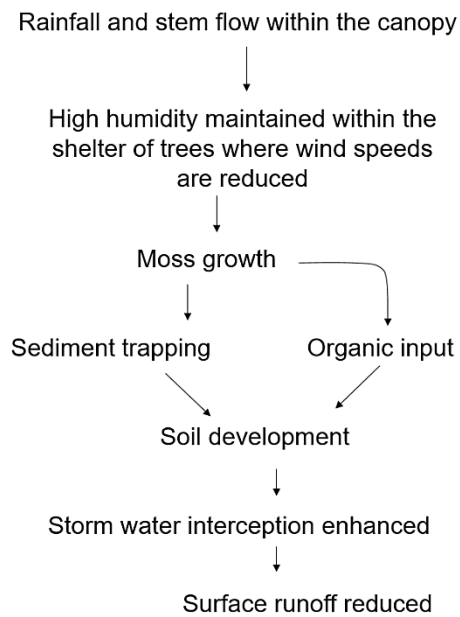 Rainfall and stem flow within the canopy
High humidity maintained within the
shelter of trees where wind speeds
are reduced
Moss growth
Sediment trapping
Organic input
Soil development
Storm water interception enhanced
Surface runoff reduced